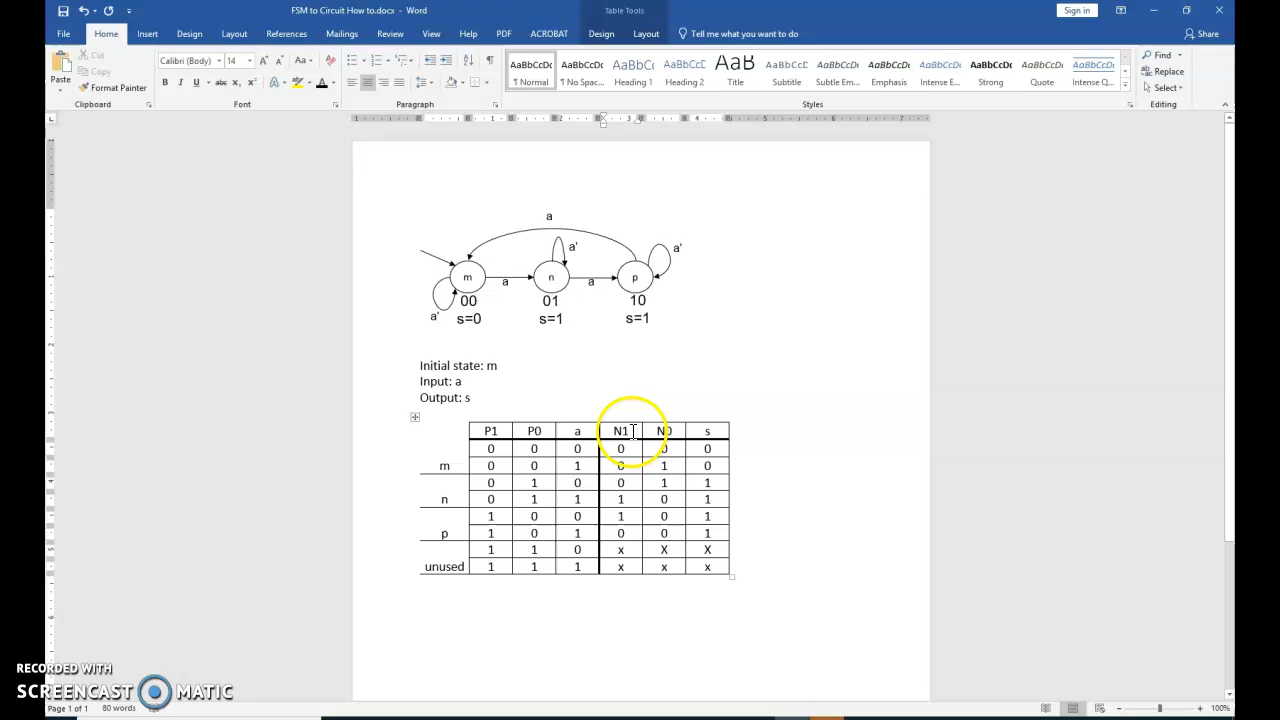 FSM to Circuit How to.docx - Word
Table Tools
Sign in
File Home Insert Design Layout References Mailings Review View Help PDF ACROBAT Design Layout Tell me what you want to do Share
Paste
Cut
Copy
Format Painter
Clipboard
Calibri (Body) 14
B I U abc x₂ x²
Font
Paragraph
AaBbCcDc AaBbCcDc AaBbCc AaBbCcC AaB AaBbCcC AaBbCcDc AaBbCcDc AaBbCcDc AaBbCcDc AaBbCcDc AaBbCcDc
¶ Normal ¶ No Spac... Heading 1 Heading 2 Title Subtitle Subtle Em... Emphasis Intense E... Strong Quote Intense Q...
Styles
Find
Replace
Select
Editing
a
a' a'
m n p
a a
a'
00 01 10
s=0 s=1 s=1
Initial state: m
Input: a
Output: s
P1 P0 a N1 N0 s
0 0 0 0 0 0
m 0 0 1 0 1 0
0 1 0 0 1 1
n 0 1 1 1 0 1
1 0 0 1 0 1
p 1 0 1 0 0 1
1 1 0 x X X
unused 1 1 1 x x x
RECORDED WITH
SCREENCAST MATIC
Page 1 of 1 80 words 100%